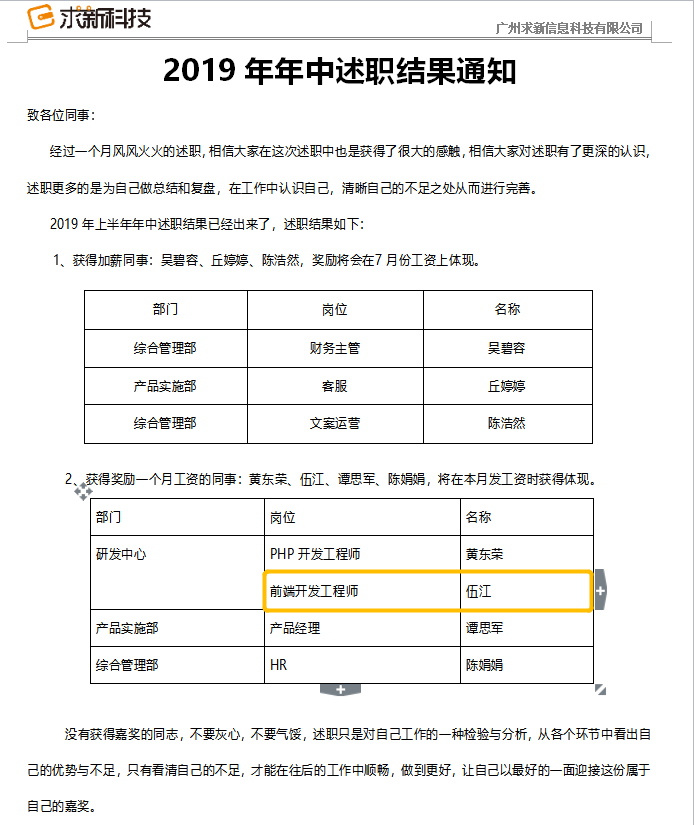 求新科技
广州求新信息科技有限公司
2019 年年中述职结果通知
致各位同事：
经过一个月风风火火的述职，相信大家在这次述职中也是获得了很大的感触，相信大家对述职有了更深的认识，
述职更多的是为自己做总结和复盘，在工作中认识自己，清晰自己的不足之处从而进行完善。
2019 年上半年年中述职结果已经出来了，述职结果如下：
1、获得加薪同事：吴碧容、丘婷婷、陈浩然，奖励将会在7 月份工资上体现。
部门 岗位 名称
综合管理部 财务主管 吴碧容
产品实施部 客服 丘婷婷
综合管理部 文案运营 陈浩然
2、获得奖励一个月工资的同事：黄东荣、伍江、谭思军、陈娟娟，将在本月发工资时获得体现。
部门 岗位 名称
研发中心 PHP 开发工程师 黄东荣
前端开发工程师 伍江
产品实施部 产品经理 谭思军
综合管理部 HR 陈娟娟
没有获得嘉奖的同志，不要灰心，不要气馁，述职只是对自己工作的一种检验与分析，从各个环节中看出自
己的优势与不足，只有看清自己的不足，才能在往后的工作中顺畅，做到更好，让自己以最好的一面迎接这份属于
自己的嘉奖。